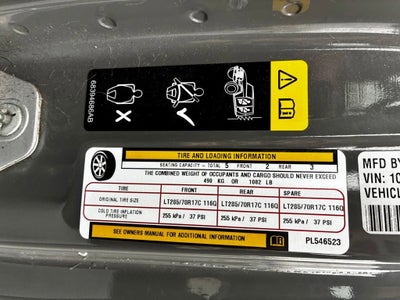 68394686AB
TIRE AND LOADING INFORMATION
SEATING CAPACITY - TOTAL 5 FRONT 2 REAR 3
THE COMBINED WEIGHT OF OCCUPANTS AND CARGO SHOULD NEVER EXCEED
490 KG OR 1082 LB
TIRE FRONT REAR SPARE
ORIGINAL TIRE SIZE LT285/70R17C 116Q LT285/70R17C 116Q LT285/70R17C 116Q
COLD TIRE INFLATION PRESSURE 255 kPa / 37 PSI 255 kPa / 37 PSI 255 kPa / 37 PSI
SEE OWNERS MANUAL FOR ADDITIONAL INFORMATION
PL546523
MFD BY
VIN: 10
VEHICL